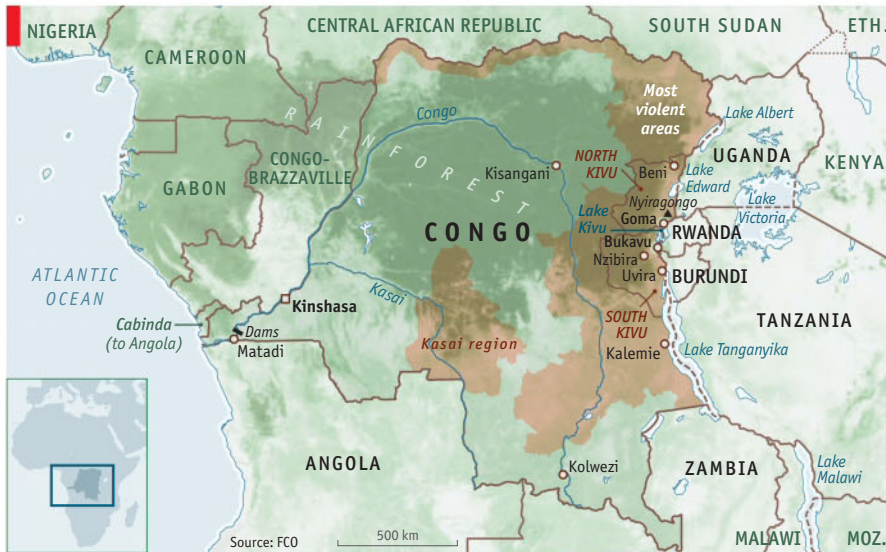 NIGERIA
CENTRAL AFRICAN REPUBLIC
SOUTH SUDAN
ETH.
CAMEROON
Most
violent
areas
Lake Albert
RAINFOREST
Congo
CONGO-
BRAZZAVILLE
Kisangani
NORTH
KIVU
Beni
UGANDA
KENYA
GABON
Lake
Edward
Nyiragongo
Lake
Victoria
Lake
Kivu
Goma
RWANDA
CONGO
Bukavu
Nzibira
Uvira
BURUNDI
ATLANTIC
OCEAN
Kinshasa
Kasai
SOUTH
KIVU
TANZANIA
Cabinda
(to Angola)
Dams
Matadi
Kasai region
Kalemie
Lake Tanganyika
ANGOLA
Kolwezi
ZAMBIA
Lake
Malawi
Source: FCO
500 km
MALAWI
MOZ.